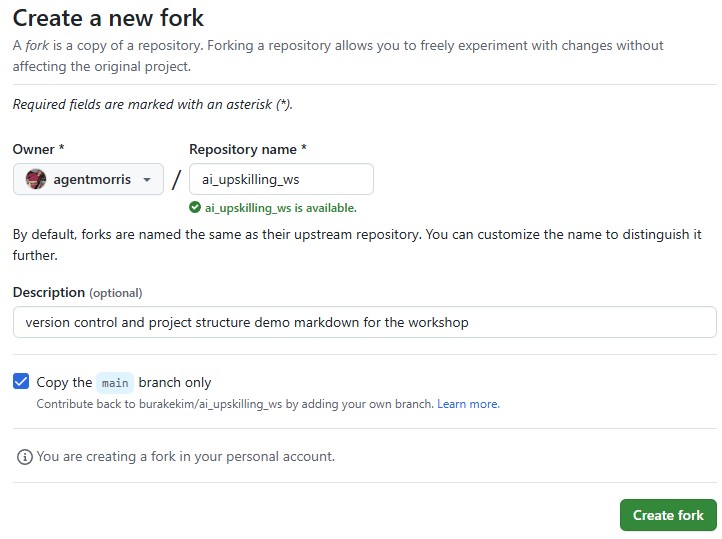 Create a new fork
A fork is a copy of a repository. Forking a repository allows you to freely experiment with changes without
affecting the original project.
Required fields are marked with an asterisk (*).
Owner *
Repository name *
agentmorris
/
ai_upskilling_ws
ai_upskilling_ws is available.
By default, forks are named the same as their upstream repository. You can customize the name to distinguish it
further.
Description (optional)
version control and project structure demo markdown for the workshop
Copy the main branch only
Contribute back to burakekim/ai_upskilling_ws by adding your own branch. Learn more.
You are creating a fork in your personal account.
Create fork